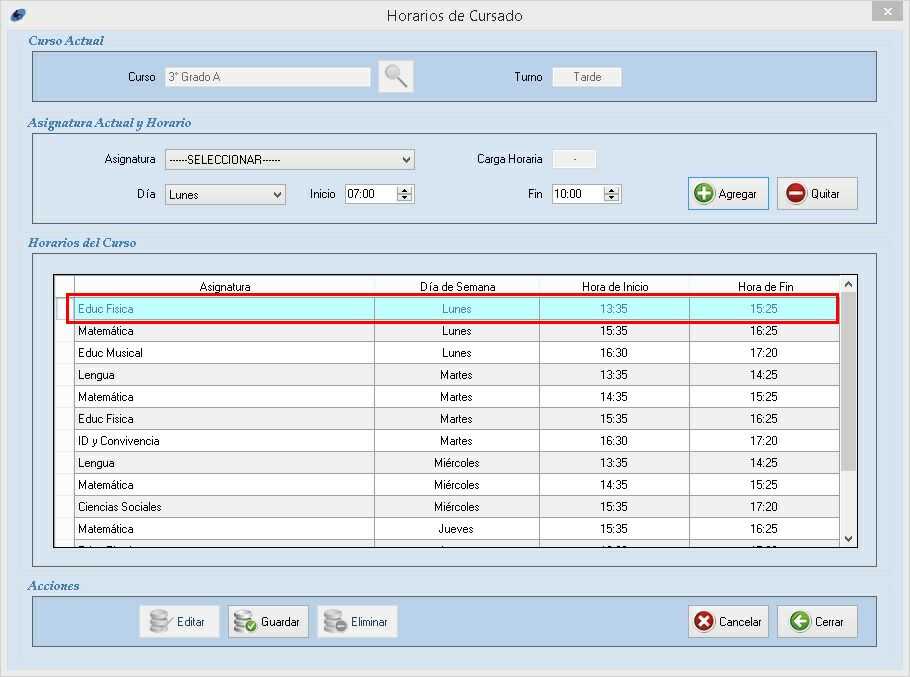 Horarios de Cursado
Curso Actual
Curso 3° Grado A Turno Tarde
Asignatura Actual y Horario
Asignatura ------SELECCIONAR------ Carga Horaria -
Día Lunes Inicio 07:00 Fin 10:00 Agregar Quitar
Horarios del Curso
Asignatura Día de Semana Hora de Inicio Hora de Fin
Educ Fisica Lunes 13:35 15:25
Matemática Lunes 15:35 16:25
Educ Musical Lunes 16:30 17:20
Lengua Martes 13:35 14:25
Matemática Martes 14:35 15:25
Educ Fisica Martes 15:35 16:25
ID y Convivencia Martes 16:30 17:20
Lengua Miércoles 13:35 14:25
Matemática Miércoles 14:35 15:25
Ciencias Sociales Miércoles 15:35 17:20
Matemática Jueves 15:35 16:25
Acciones
Editar Guardar Eliminar Cancelar Cerrar